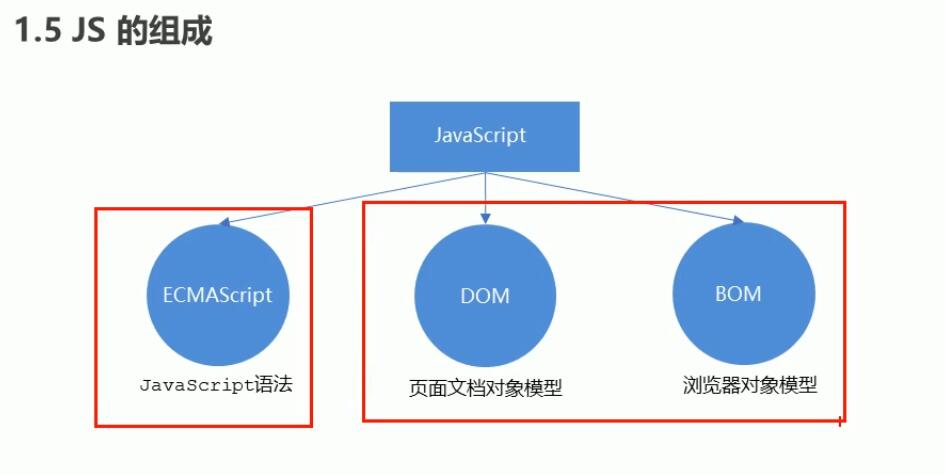 1.5 JS 的组成
JavaScript
ECMAScript
DOM
BOM
JavaScript语法
页面文档对象模型
浏览器对象模型